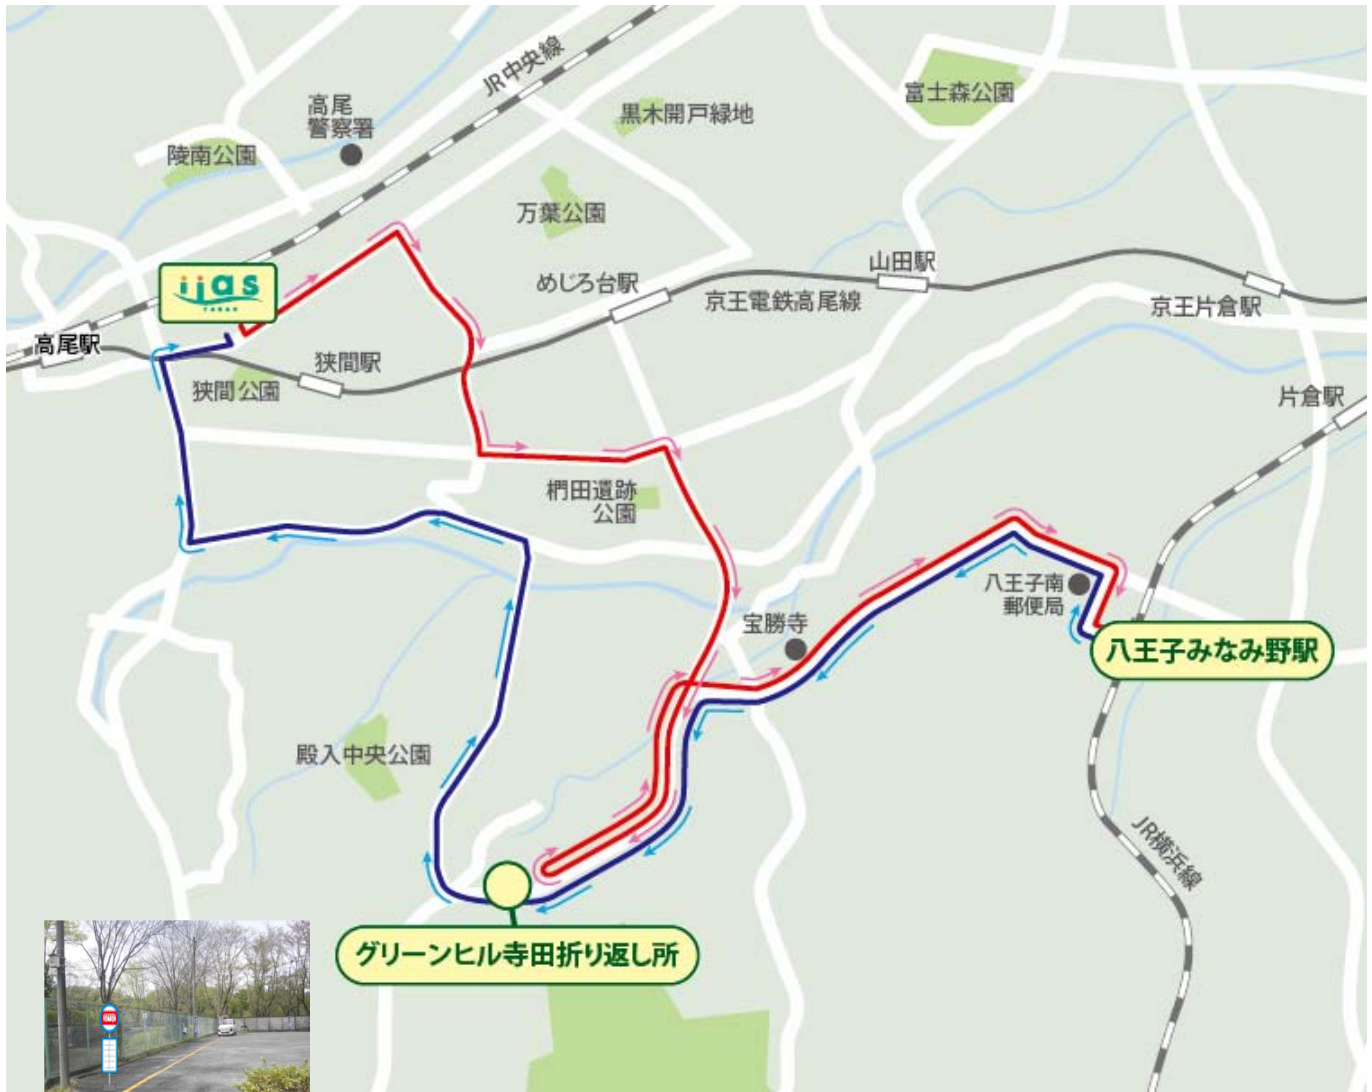 JR中央線
高尾
警察署
黒木開戸緑地
富士森公園
陵南公園
万葉公園
iias
TAKAO
めじろ台駅
山田駅
京王電鉄高尾線
京王片倉駅
高尾駅
狭間駅
狭間公園
片倉駅
椚田遺跡
公園
八王子南
郵便局
宝勝寺
八王子みなみ野駅
殿入中央公園
JR横浜線
グリーンヒル寺田折り返し所